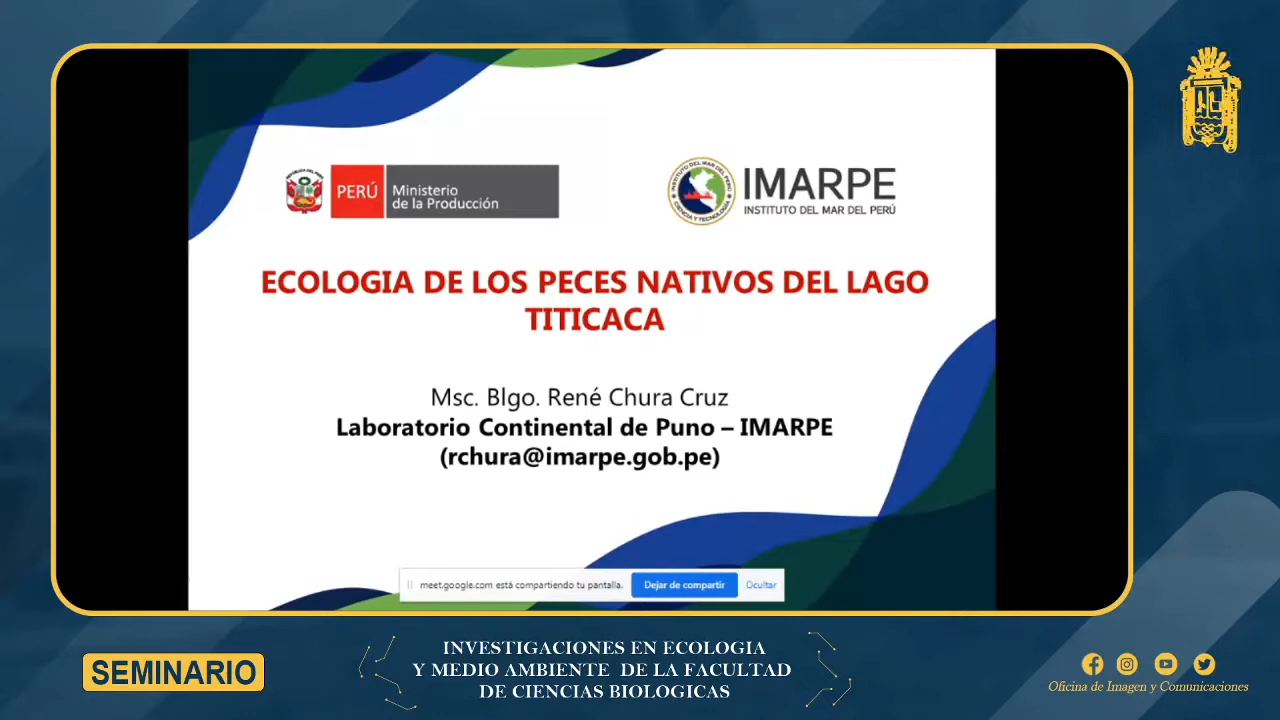 PERÚ
Ministerio
de la Producción
IMARPE
INSTITUTO DEL MAR DEL PERÚ
ECOLOGIA DE LOS PECES NATIVOS DEL LAGO
TITICACA
Msc. Blgo. René Chura Cruz
Laboratorio Continental de Puno – IMARPE
(rchura@imarpe.gob.pe)
meet.google.com está compartiendo tu pantalla.
Dejar de compartir
Ocultar
SEMINARIO
INVESTIGACIONES EN ECOLOGIA
Y MEDIO AMBIENTE DE LA FACULTAD
DE CIENCIAS BIOLOGICAS
Oficina de Imagen y Comunicaciones